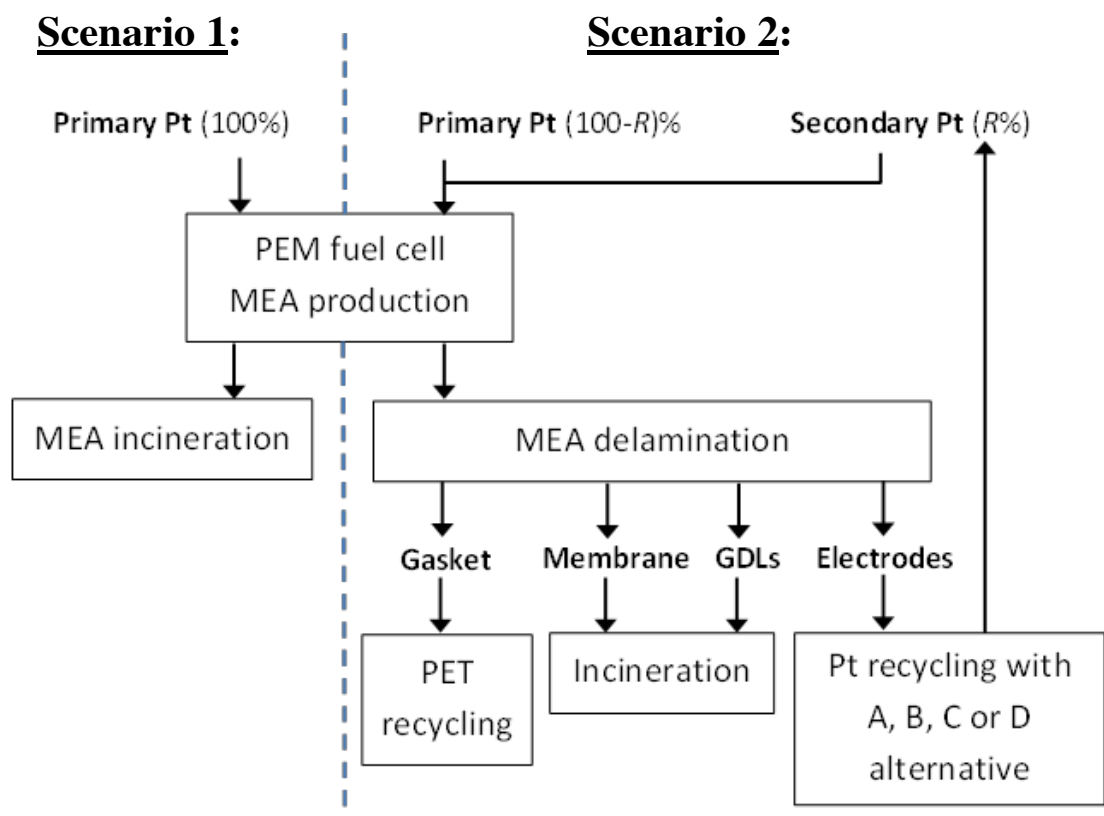 Scenario 1:
Scenario 2:
Primary Pt (100%)
Primary Pt (100-R)%
Secondary Pt (R%)
PEM fuel cell
MEA production
MEA incineration
MEA delamination
Gasket
Membrane
GDLs
Electrodes
PET
recycling
Incineration
Pt recycling with
A, B, C or D
alternative